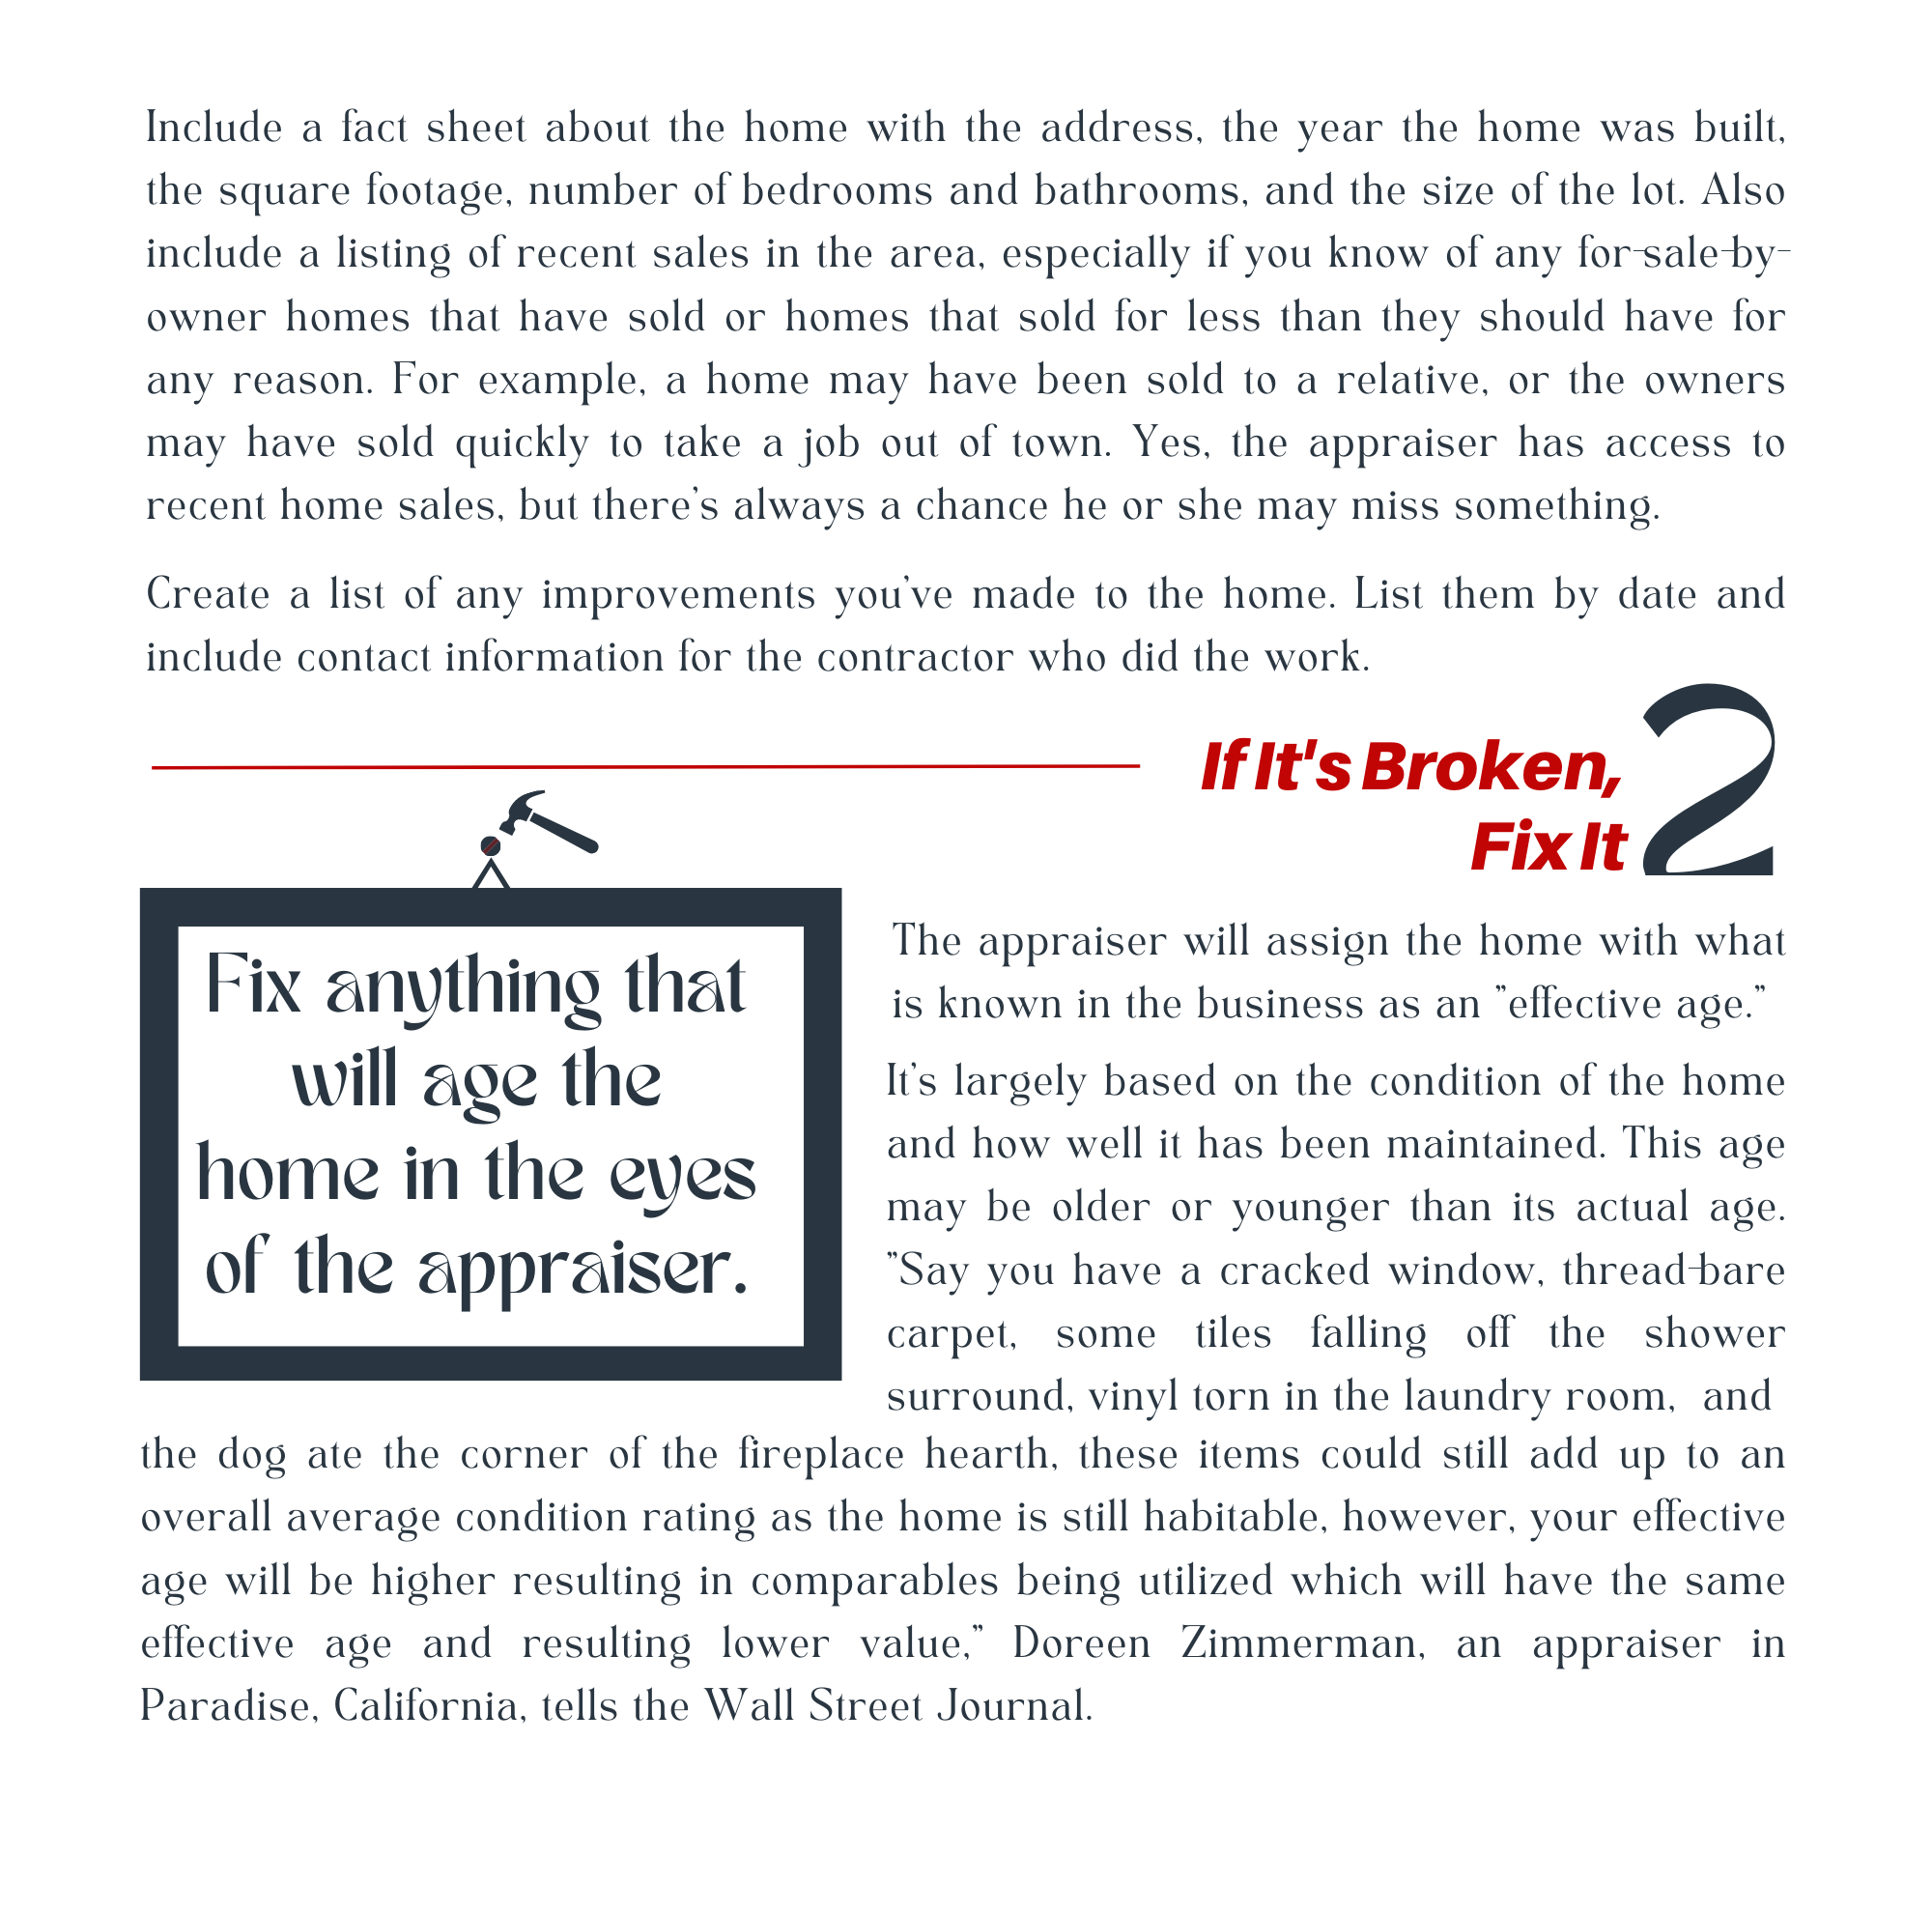 Include a fact sheet about the home with the address, the year the home was built,
the square footage, number of bedrooms and bathrooms, and the size of the lot. Also
include a listing of recent sales in the area, especially if you know of any for-sale-by-
owner homes that have sold or homes that sold for less than they should have for
any reason. For example, a home may have been sold to a relative, or the owners
may have sold quickly to take a job out of town. Yes, the appraiser has access to
recent home sales, but there's always a chance he or she may miss something.
Create a list of any improvements you've made to the home. List them by date and
include contact information for the contractor who did the work.
If It's Broken,
Fix It
2
Fix anything that
will age the
home in the eyes
of the appraiser.
The appraiser will assign the home with what
is known in the business as an "effective age."
It's largely based on the condition of the home
and how well it has been maintained. This age
may be older or younger than its actual age.
"Say you have a cracked window, thread-bare
carpet, some tiles falling off the shower
surround, vinyl torn in the laundry room, and
the dog ate the corner of the fireplace hearth, these items could still add up to an
overall average condition rating as the home is still habitable, however, your effective
age will be higher resulting in comparables being utilized which will have the same
effective age and resulting lower value," Doreen Zimmerman, an appraiser in
Paradise, California, tells the Wall Street Journal.